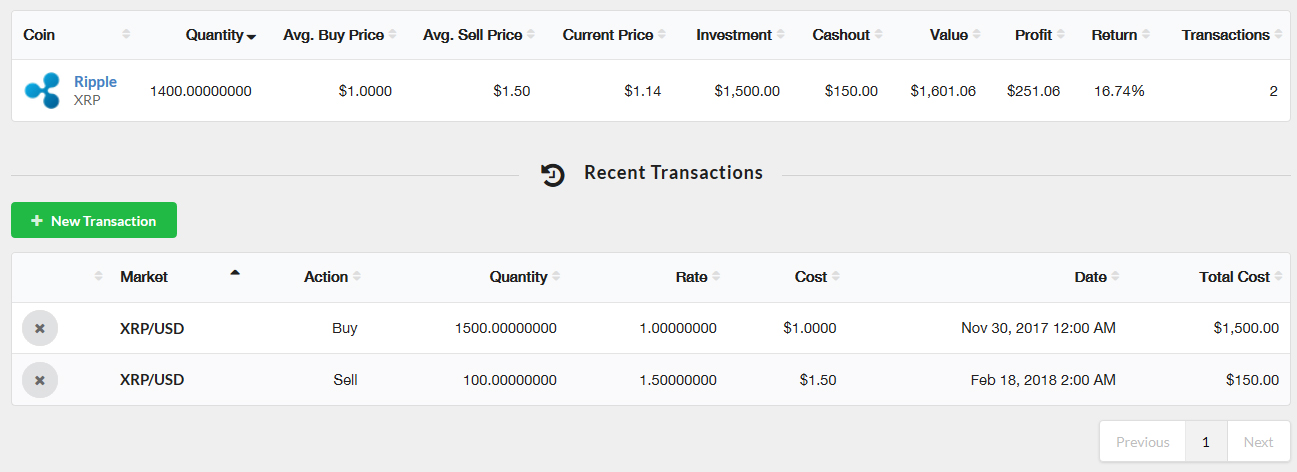 Coin Quantity Avg. Buy Price Avg. Sell Price Current Price Investment Cashout Value Profit Return Transactions
Ripple
XRP
1400.00000000 $1.0000 $1.50 $1.14 $1,500.00 $150.00 $1,601.06 $251.06 16.74% 2
Recent Transactions
+ New Transaction
Market Action Quantity Rate Cost Date Total Cost
XRP/USD Buy 1500.00000000 1.00000000 $1.0000 Nov 30, 2017 12:00 AM $1,500.00
XRP/USD Sell 100.00000000 1.50000000 $1.50 Feb 18, 2018 2:00 AM $150.00
Previous 1 Next